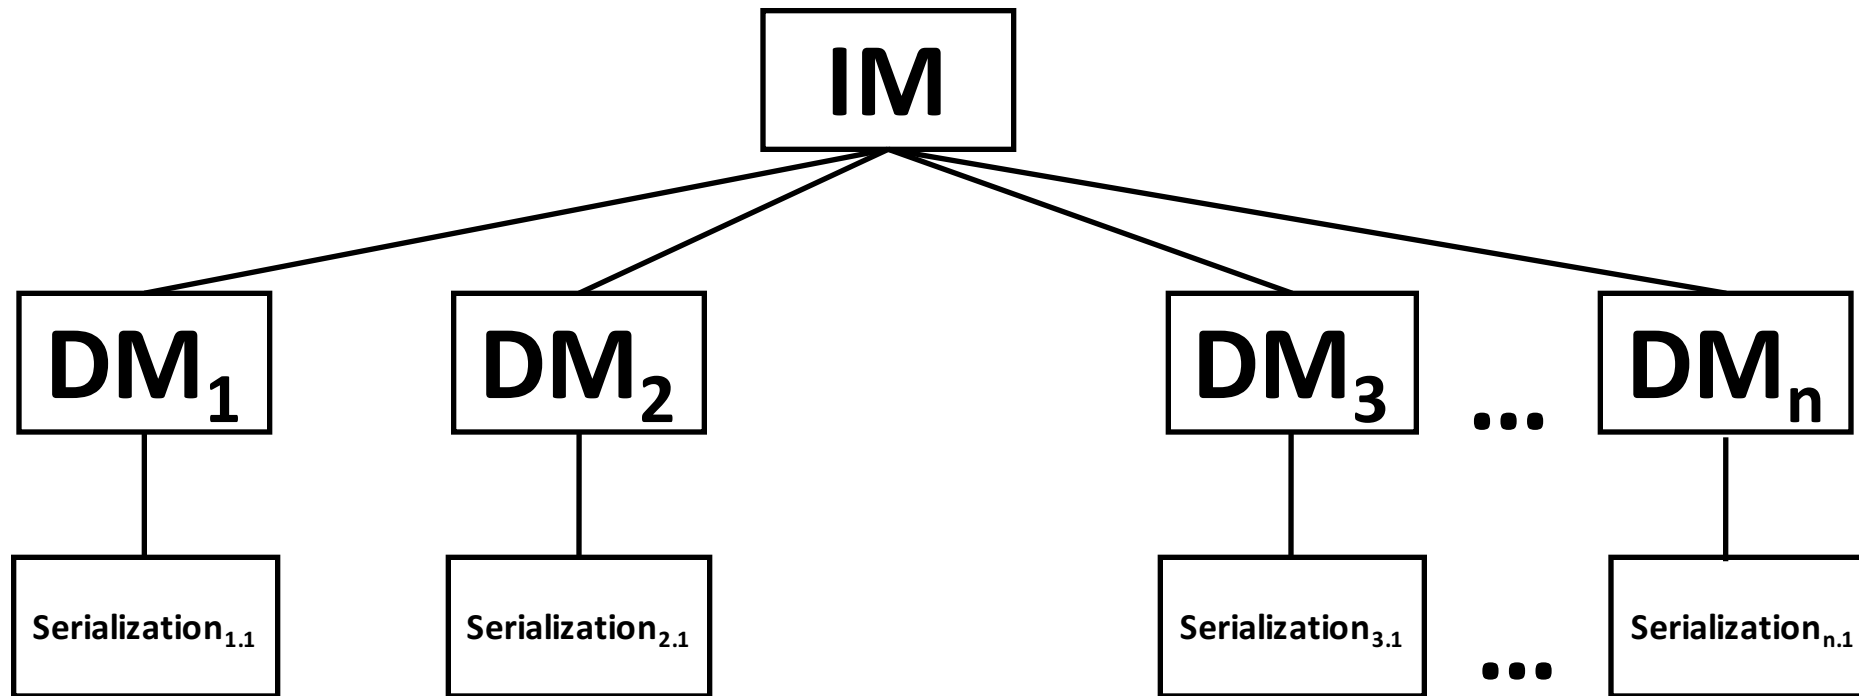 IM
DM₁ DM₂ DM₃ ... DMₙ
Serialization₁.₁ Serialization₂.₁ Serialization₃.₁ ... Serializationₙ.₁